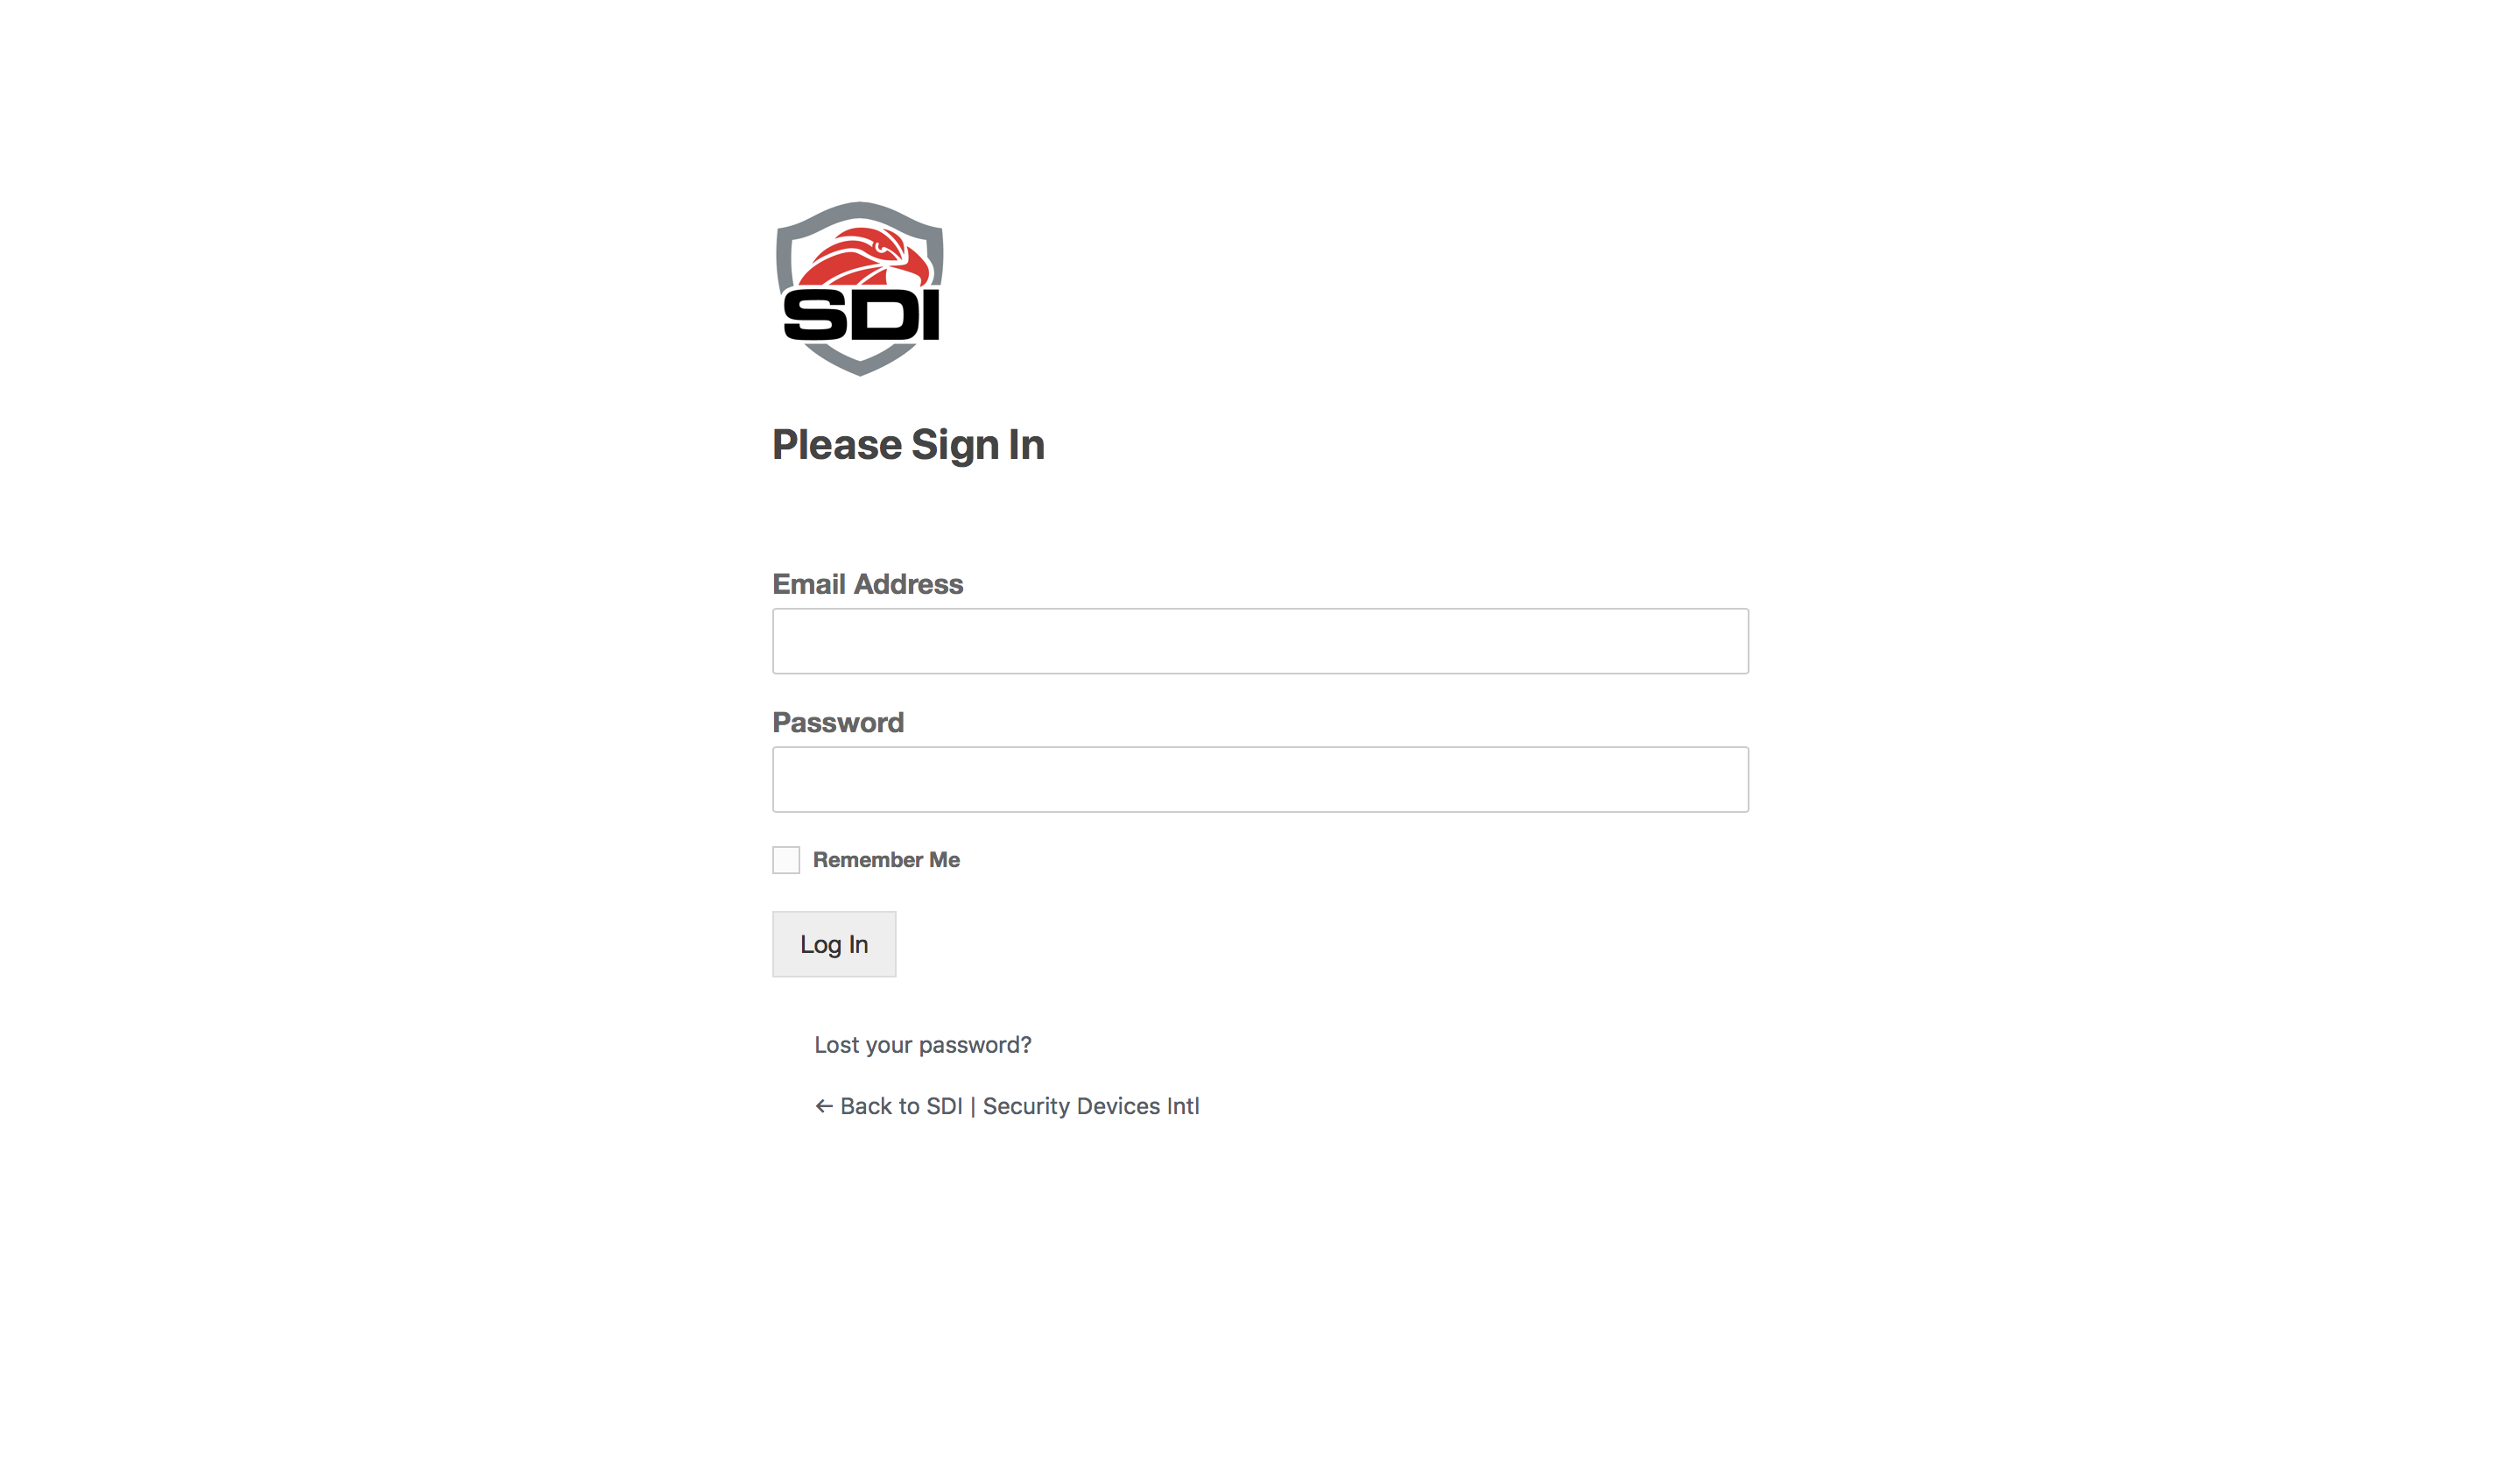 SDI
Please Sign In
Email Address
Password
Remember Me
Log In
Lost your password?
← Back to SDI | Security Devices Intl